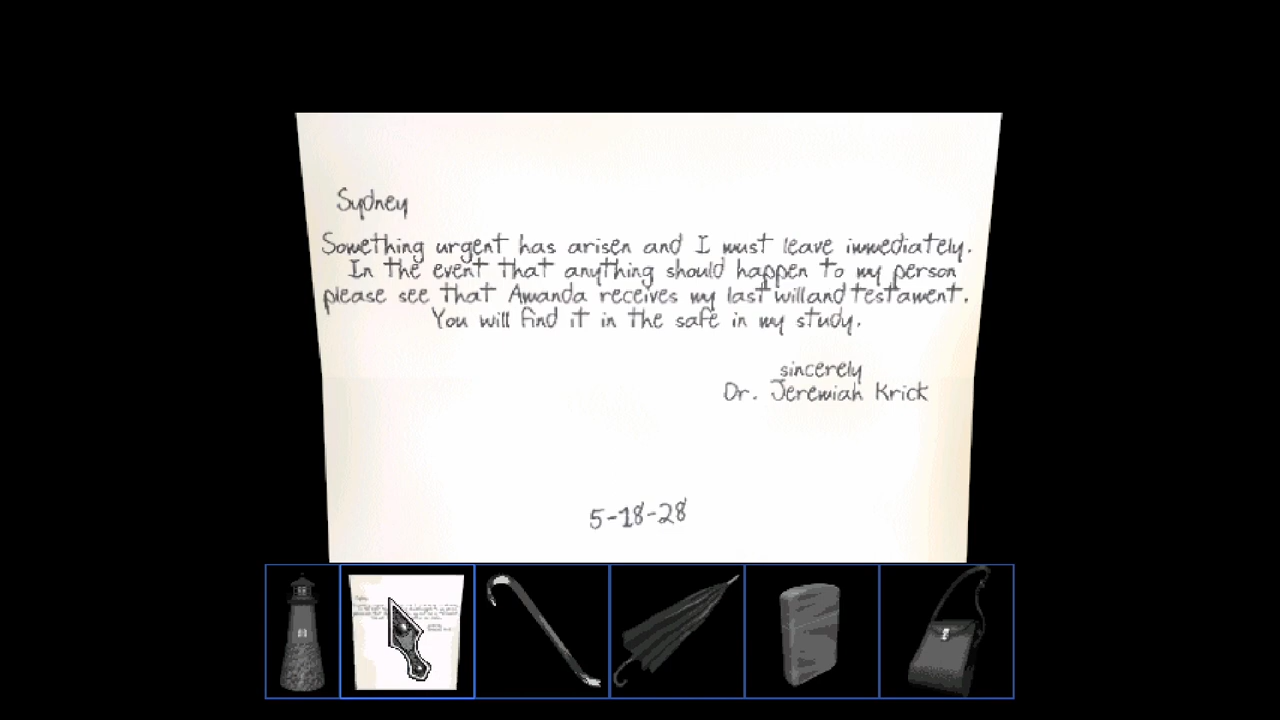 Sydney
Something urgent has arisen and I must leave immediately.
In the event that anything should happen to my person
please see that Amanda receives my last will and testament.
You will find it in the safe in my study.
sincerely
Dr. Jeremiah Krick
5-18-28